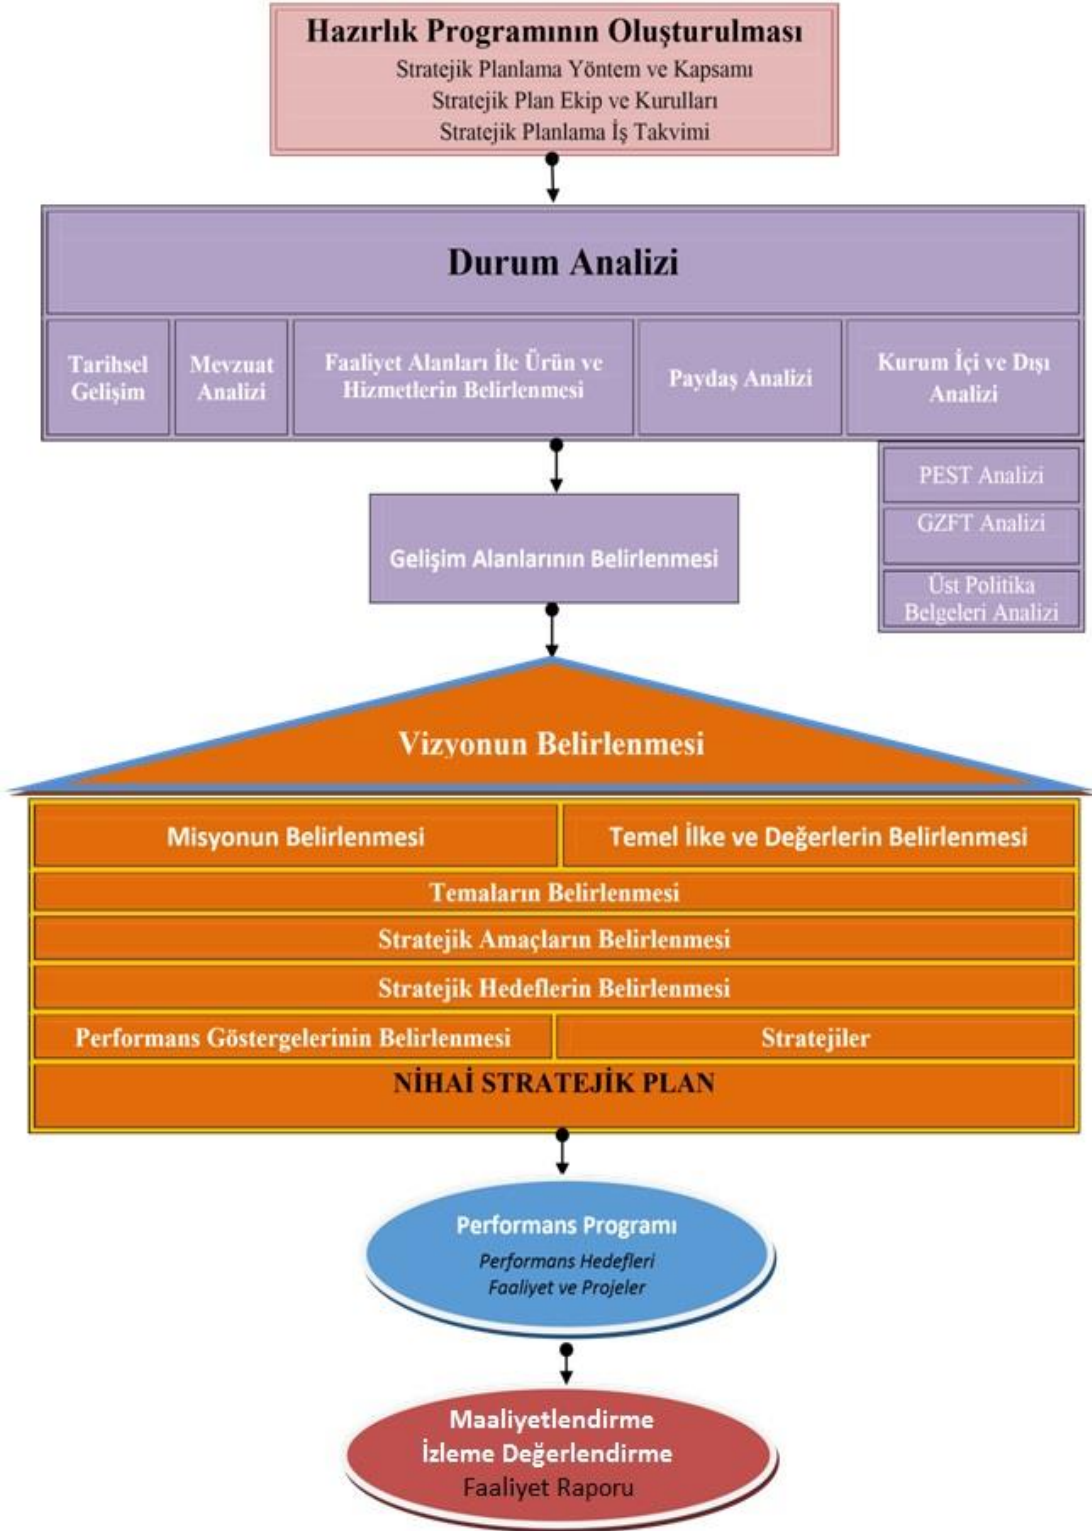 Hazırlık Programının Oluşturulması
Stratejik Planlama Yöntem ve Kapsamı
Stratejik Plan Ekip ve Kurulları
Stratejik Planlama İş Takvimi
Durum Analizi
Tarihsel
Gelişim
Mevzuat
Analizi
Faaliyet Alanları İle Ürün ve
Hizmetlerin Belirlenmesi
Paydaş Analizi
Kurum İçi ve Dışı
Analizi
PEST Analizi
GZFT Analizi
Üst Politika
Belgeleri Analizi
Gelişim Alanlarının Belirlenmesi
Vizyonun Belirlenmesi
Misyonun Belirlenmesi
Temel İlke ve Değerlerin Belirlenmesi
Temaların Belirlenmesi
Stratejik Amaçların Belirlenmesi
Stratejik Hedeflerin Belirlenmesi
Performans Göstergelerinin Belirlenmesi
Stratejiler
NİHAİ STRATEJİK PLAN
Performans Programı
Performans Hedefleri
Faaliyet ve Projeler
Maaliyetlendirme
İzleme Değerlendirme
Faaliyet Raporu